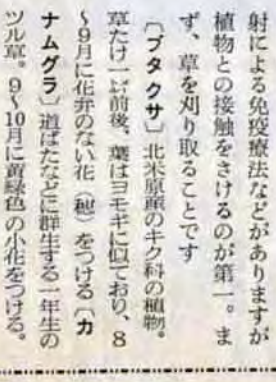 射による免疫療法などがありますが
植物との接触をさけるのが第一。ま
ず、草を刈り取ることです
〔ブタクサ〕北米原産のキク科の植物。
草たけ一㍍前後、葉はヨモギに似ており、8
〜9月に花弁のない花（穂）をつける〔カ
ナムグラ〕道ばたなどに群生する一年生の
ツル草。9〜10月に黄緑色の小花をつける。